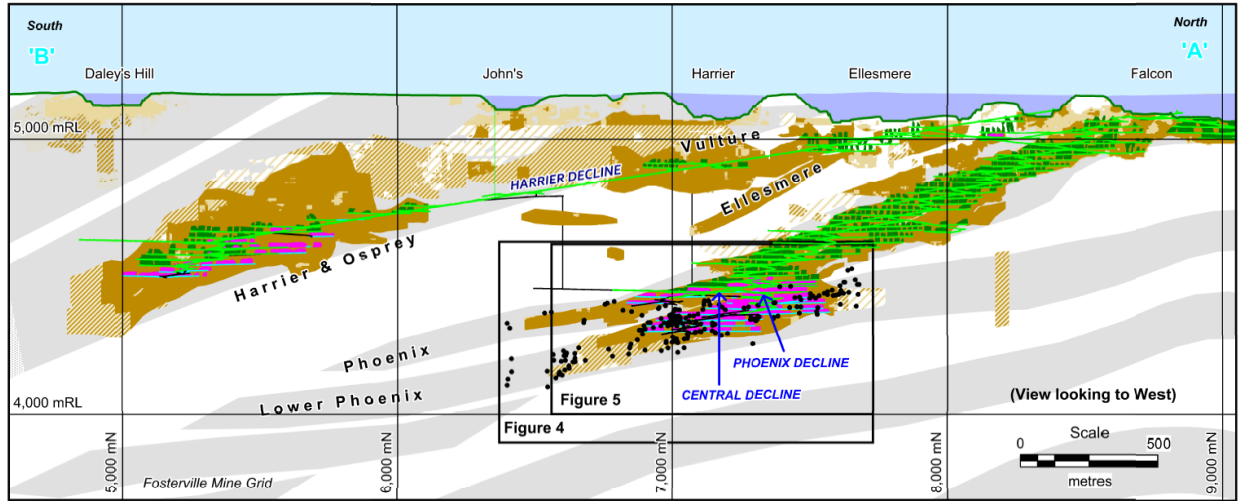 South
North
'B'
'A'
Daley's Hill
John's
Harrier
Ellesmere
Falcon
5,000 mRL
Vulture
HARRIER DECLINE
Ellesmere
Harrier & Osprey
Phoenix
PHOENIX DECLINE
Lower Phoenix
CENTRAL DECLINE
Figure 5
(View looking to West)
4,000 mRL
Figure 4
Scale
0
500
metres
5,000 mN
6,000 mN
7,000 mN
8,000 mN
9,000 mN
Fosterville Mine Grid